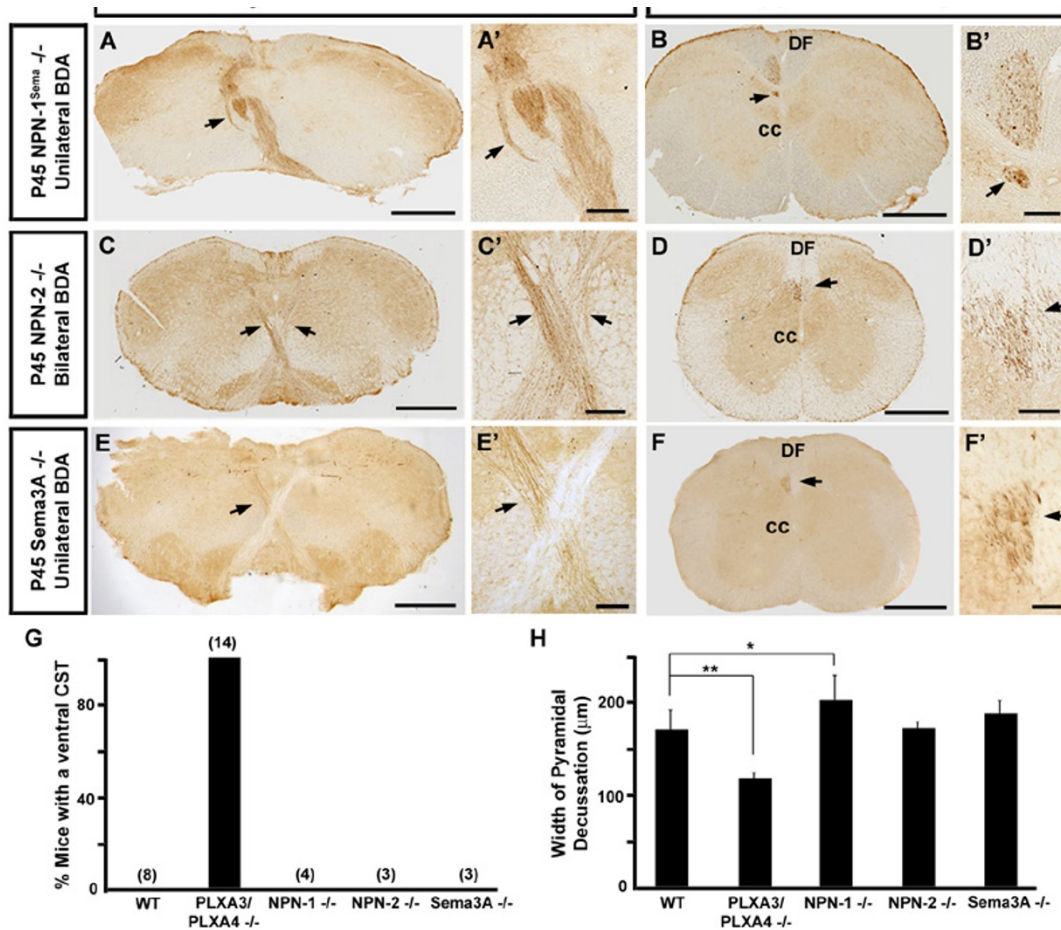 P45 NPN-1Sema -/-
Unilateral BDA
A
A'
B
DF
CC
B'
P45 NPN-2 -/-
Bilateral BDA
C
C'
D
DF
CC
D'
P45 Sema3A -/-
Unilateral BDA
E
E'
F
DF
CC
F'
G
% Mice with a ventral CST
80
40
0
(8)
(14)
(4)
(3)
(3)
WT
PLXA3/
PLXA4 -/-
NPN-1 -/-
NPN-2 -/-
Sema3A -/-
H
Width of Pyramidal
Decussation (μm)
200
100
0
**
*
WT
PLXA3/
PLXA4 -/-
NPN-1 -/-
NPN-2 -/-
Sema3A -/-